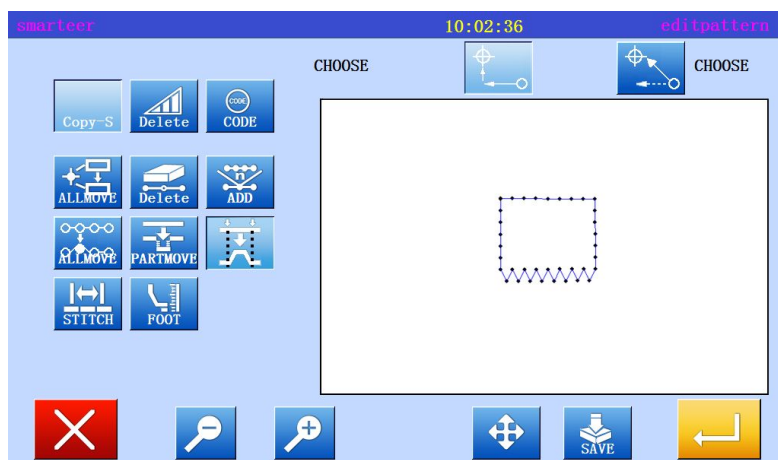 smarteer 10:02:36 editpattern
CHOOSE CHOOSE
Copy-S Delete CODE CODE
ALLMOVE Delete n ADD
ALLMOVE PARTMOVE
STITCH FOOT
SAVE